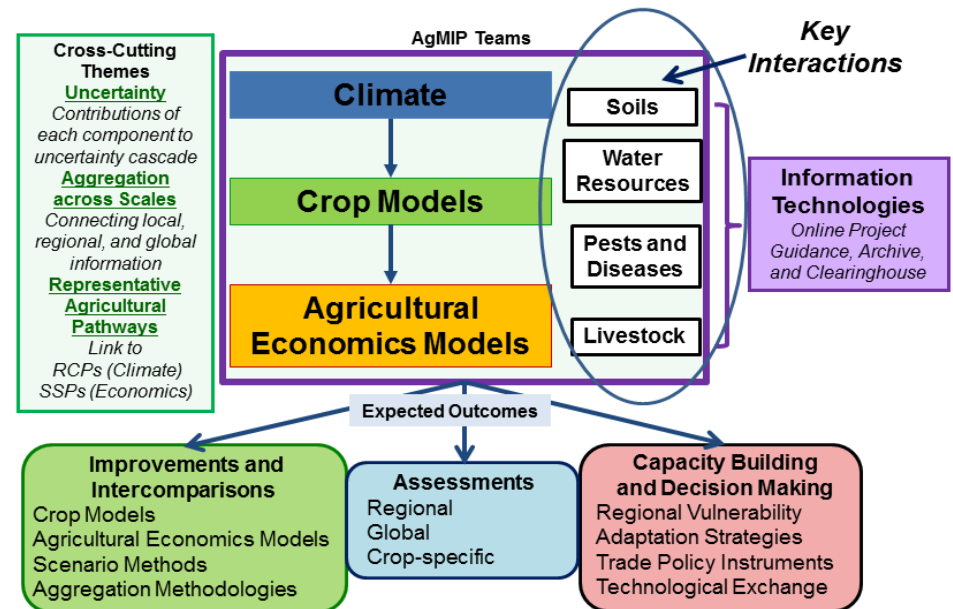 Cross-Cutting
Themes
Uncertainty
Contributions of
each component to
uncertainty cascade
Aggregation
across Scales
Connecting local,
regional, and global
information
Representative
Agricultural
Pathways
Link to
RCPs (Climate)
SSPs (Economics)
AgMIP Teams
Climate
Crop Models
Agricultural
Economics Models
Key
Interactions
Soils
Water
Resources
Pests and
Diseases
Livestock
Information
Technologies
Online Project
Guidance, Archive,
and Clearinghouse
Expected Outcomes
Improvements and
Intercomparisons
Crop Models
Agricultural Economics Models
Scenario Methods
Aggregation Methodologies
Assessments
Regional
Global
Crop-specific
Capacity Building
and Decision Making
Regional Vulnerability
Adaptation Strategies
Trade Policy Instruments
Technological Exchange